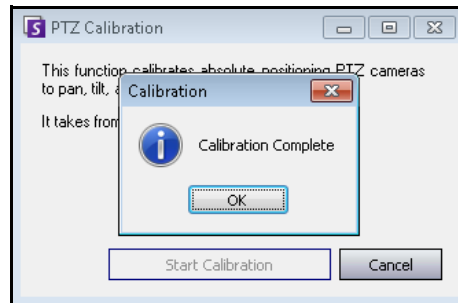 PTZ Calibration
This function calibrates absolute positioning PTZ cameras
to pan, tilt,
Calibration
It takes from
Calibration Complete
OK
Start Calibration
Cancel